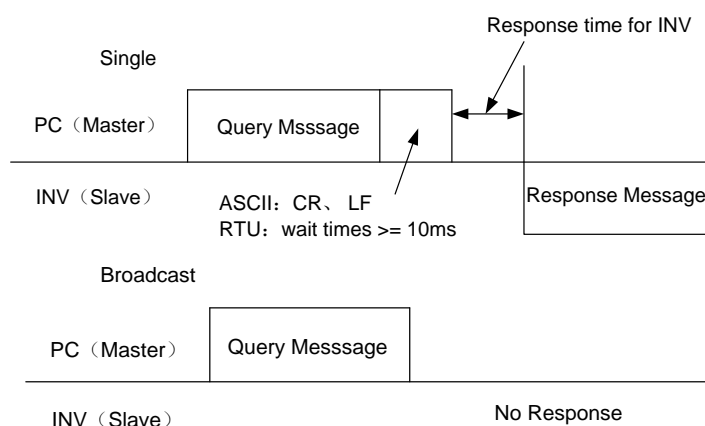 Response time for INV
Single
PC（Master）
Query Msssage
INV（Slave）
ASCII：CR、 LF
RTU：wait times >= 10ms
Response Message
Broadcast
PC（Master）
Query Messsage
INV（Slave）
No Response